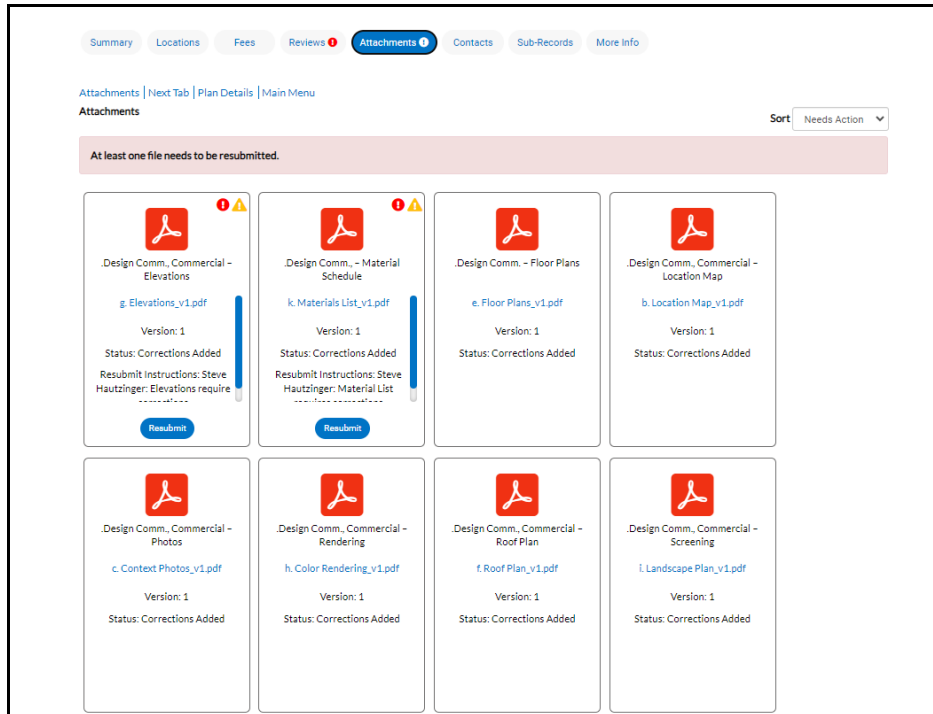 Summary Locations Fees Reviews ! Attachments ! Contacts Sub-Records More Info
Attachments | Next Tab | Plan Details | Main Menu
Attachments
Sort Needs Action
At least one file needs to be resubmitted.
.Design Comm., Commercial –
Elevations
g. Elevations_v1.pdf
Version: 1
Status: Corrections Added
Resubmit Instructions: Steve
Hautzinger: Elevations require
Resubmit
.Design Comm., – Material
Schedule
k. Materials List_v1.pdf
Version: 1
Status: Corrections Added
Resubmit Instructions: Steve
Hautzinger: Material List
Resubmit
.Design Comm. – Floor Plans
e. Floor Plans_v1.pdf
Version: 1
Status: Corrections Added
.Design Comm., Commercial –
Location Map
b. Location Map_v1.pdf
Version: 1
Status: Corrections Added
.Design Comm., Commercial –
Photos
c. Context Photos_v1.pdf
Version: 1
Status: Corrections Added
.Design Comm., Commercial –
Rendering
h. Color Rendering_v1.pdf
Version: 1
Status: Corrections Added
.Design Comm., Commercial –
Roof Plan
f. Roof Plan_v1.pdf
Version: 1
Status: Corrections Added
.Design Comm., Commercial –
Screening
i. Landscape Plan_v1.pdf
Version: 1
Status: Corrections Added